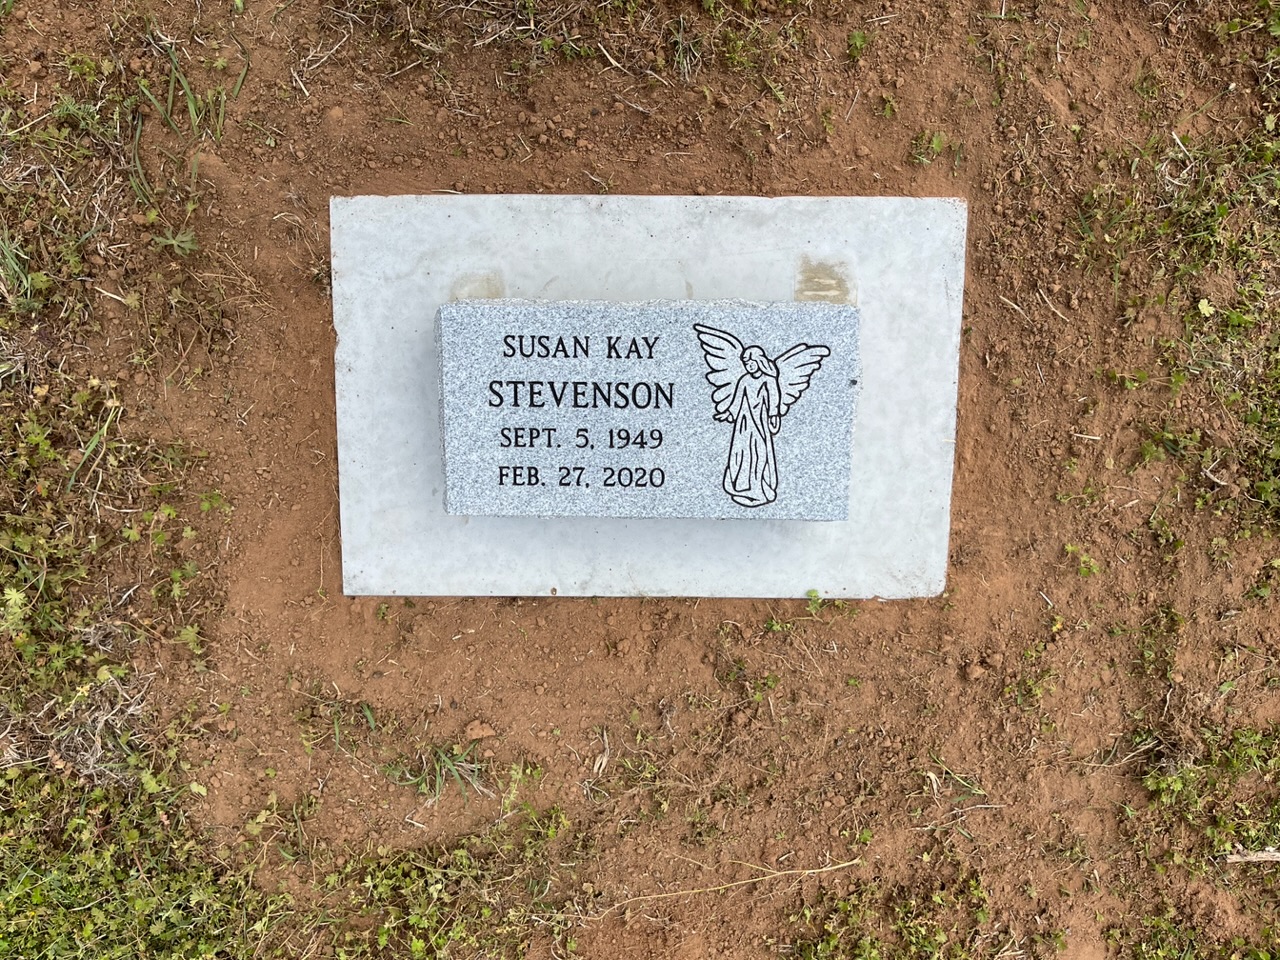 SUSAN KAY
STEVENSON
SEPT. 5, 1949
FEB. 27, 2020